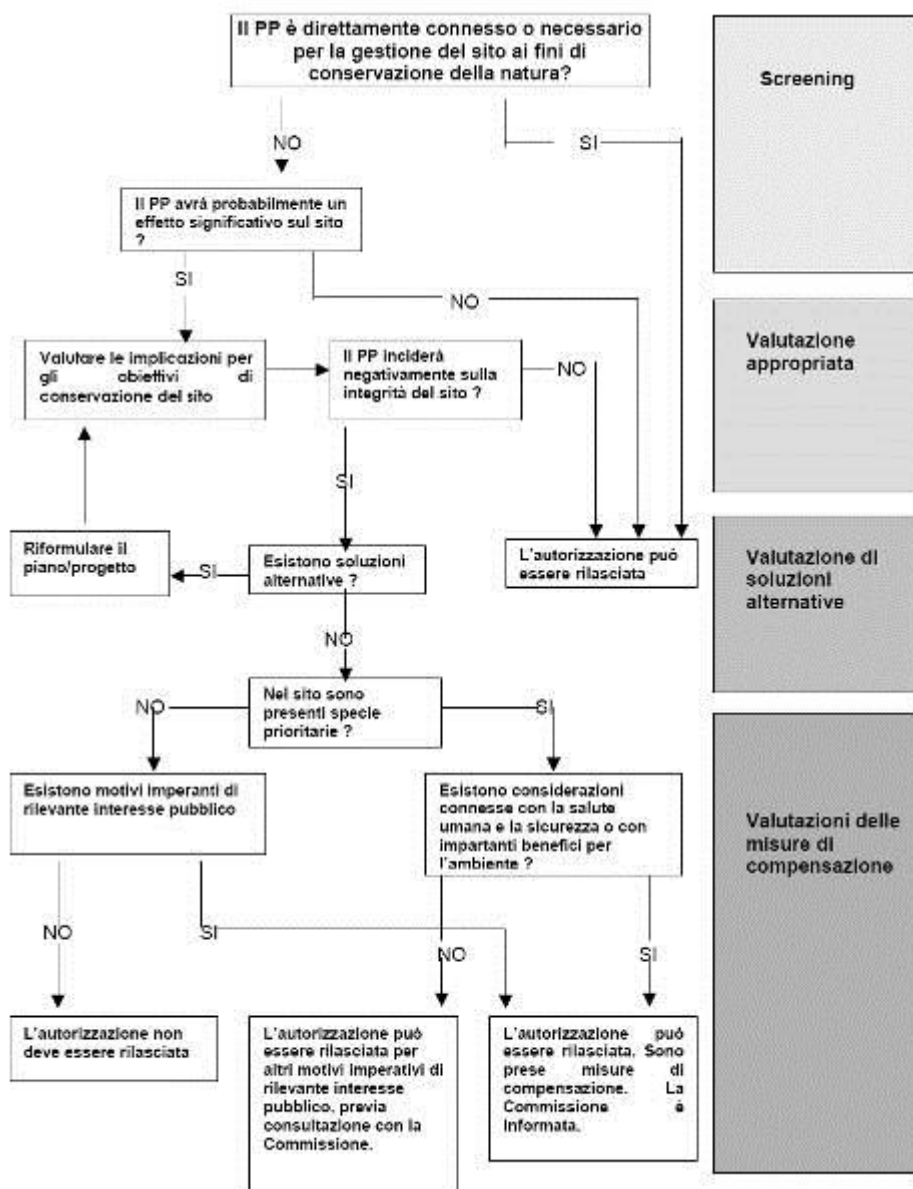 Il PP è direttamente connesso o necessario
per la gestione del sito ai fini di
conservazione della natura?
Screening
NO
SI
Il PP avrá probabilmente un
effetto significativo sul sito
?
SI
NO
Valutare le implicazioni per
gli obiettivi di
conservazione del sito
Il PP inciderá
negativamente sulla
integrità del sito ?
NO
Valutazione
appropriata
SI
Riformulare il
piano/progetto
SI
Esistono soluzioni
alternative ?
L'autorizzazione puó
essere rilasciata
Valutazione di
soluzioni
alternative
NO
Nel sito sono
presenti specie
prioritarie ?
NO
SI
Esistono motivi imperanti di
rilevante interesse pubblico
Esistono considerazioni
connesse con la salute
umana e la sicurezza o con
impartanti benefici per
l'ambiente ?
Valutazioni delle
misure di
compensazione
NO
SI
NO
SI
L'autorizzazione non
deve essere rilasciata
L'autorizzazione puó
essere rilasciata per
altri motivi imperativi di
rilevante interesse
pubblico, previa
consultazione con la
Commissione.
L'autorizzazione puó
essere rilasciata. Sono
prese misure di
compensazione. La
Commissione é
informata.